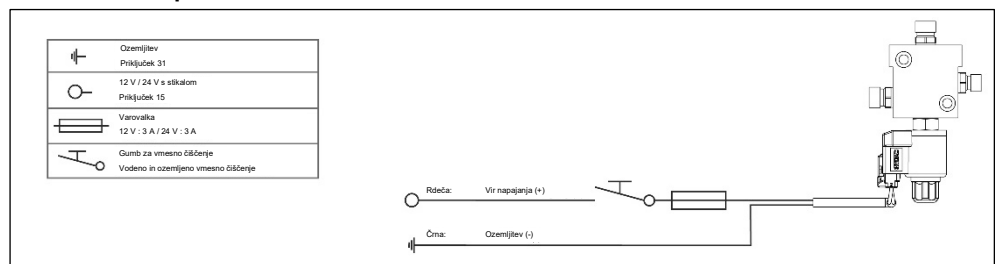 Ozemljitev
Priključek 31
12 V / 24 V s stikalom
Priključek 15
Varovalka
12 V : 3 A / 24 V : 3 A
Gumb za vmesno čiščenje
Vodeno in ozemljeno vmesno čiščenje
Rdeča: Vir napajanja (+)
Črna: Ozemljitev (-)